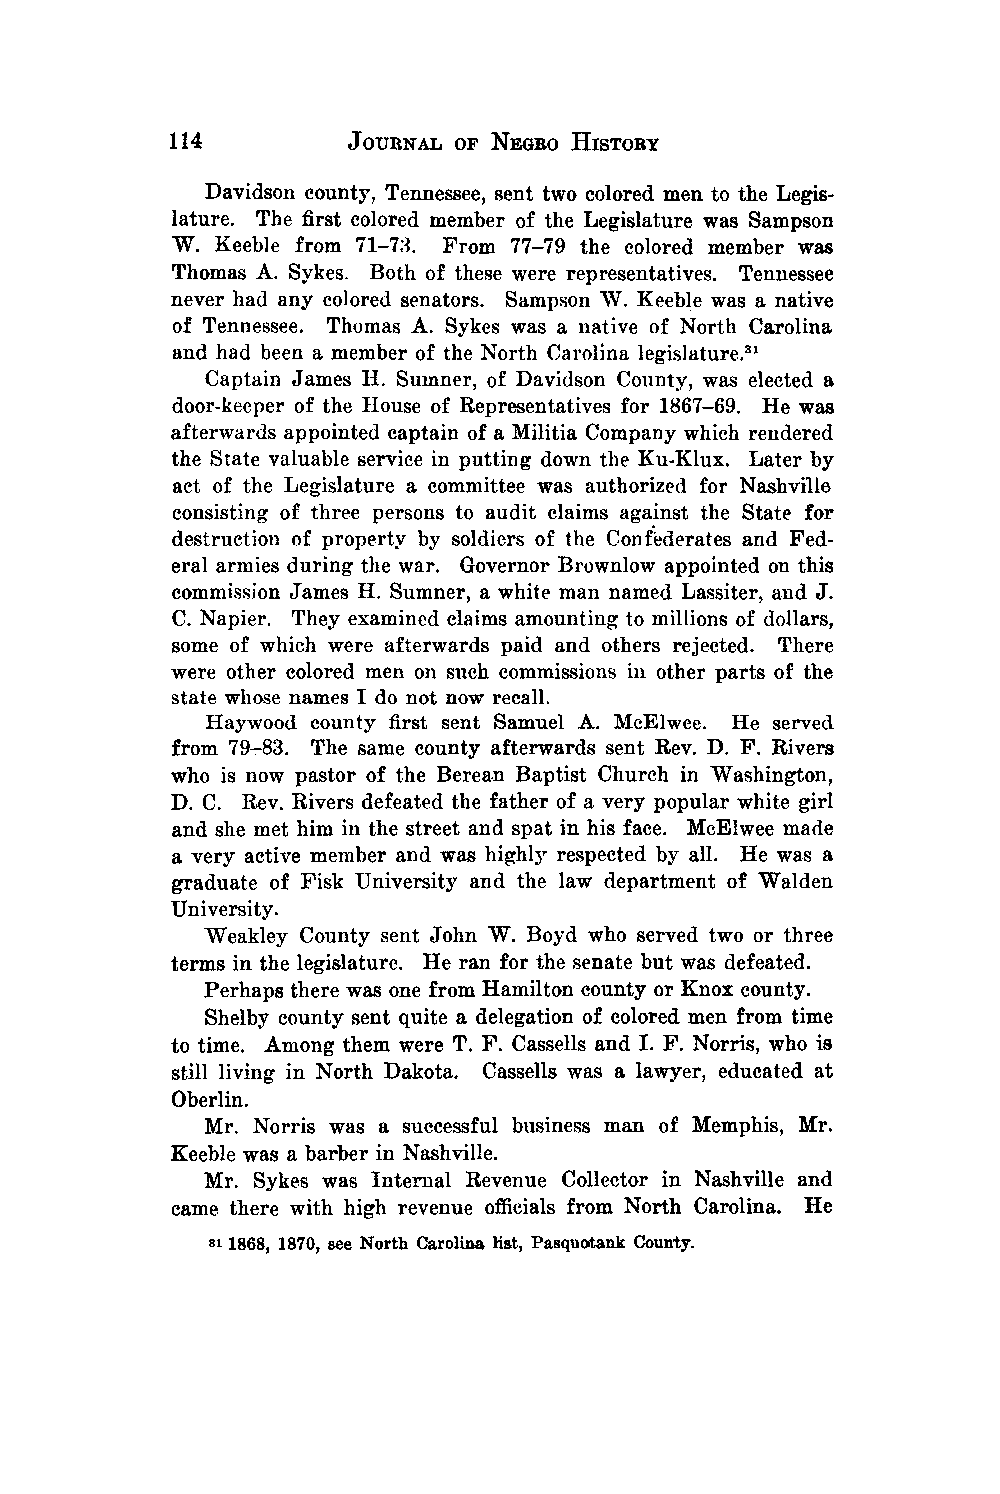 114 JOURNAL OF NEGRO HISTORY
Davidson county, Tennessee, sent two colored men to the Legis-
lature. The first colored member of the Legislature was Sampson
W. Keeble from 71–73. From 77–79 the colored member was
Thomas A. Sykes. Both of these were representatives. Tennessee
never had any colored senators. Sampson W. Keeble was a native
of Tennessee. Thomas A. Sykes was a native of North Carolina
and had been a member of the North Carolina legislature.³¹
Captain James H. Sumner, of Davidson County, was elected a
door-keeper of the House of Representatives for 1867–69. He was
afterwards appointed captain of a Militia Company which rendered
the State valuable service in putting down the Ku-Klux. Later by
act of the Legislature a committee was authorized for Nashville
consisting of three persons to audit claims against the State for
destruction of property by soldiers of the Confederates and Fed-
eral armies during the war. Governor Brownlow appointed on this
commission James H. Sumner, a white man named Lassiter, and J.
C. Napier. They examined claims amounting to millions of dollars,
some of which were afterwards paid and others rejected. There
were other colored men on such commissions in other parts of the
state whose names I do not now recall.
Haywood county first sent Samuel A. McElwee. He served
from 79–83. The same county afterwards sent Rev. D. F. Rivers
who is now pastor of the Berean Baptist Church in Washington,
D. C. Rev. Rivers defeated the father of a very popular white girl
and she met him in the street and spat in his face. McElwee made
a very active member and was highly respected by all. He was a
graduate of Fisk University and the law department of Walden
University.
Weakley County sent John W. Boyd who served two or three
terms in the legislature. He ran for the senate but was defeated.
Perhaps there was one from Hamilton county or Knox county.
Shelby county sent quite a delegation of colored men from time
to time. Among them were T. F. Cassells and I. F. Norris, who is
still living in North Dakota. Cassells was a lawyer, educated at
Oberlin.
Mr. Norris was a successful business man of Memphis, Mr.
Keeble was a barber in Nashville.
Mr. Sykes was Internal Revenue Collector in Nashville and
came there with high revenue officials from North Carolina. He
³¹ 1868, 1870, see North Carolina list, Pasquotank County.